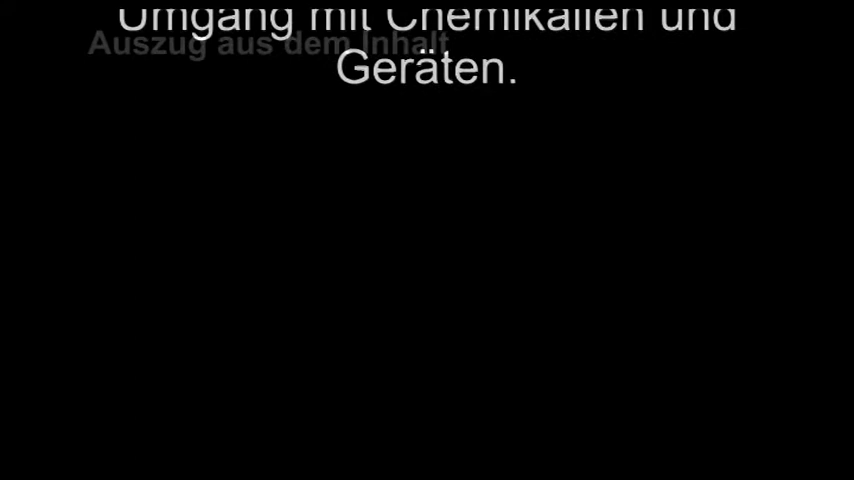 Umgang mit Chemikalien und
Auszug aus dem Inhalt
Geräten.